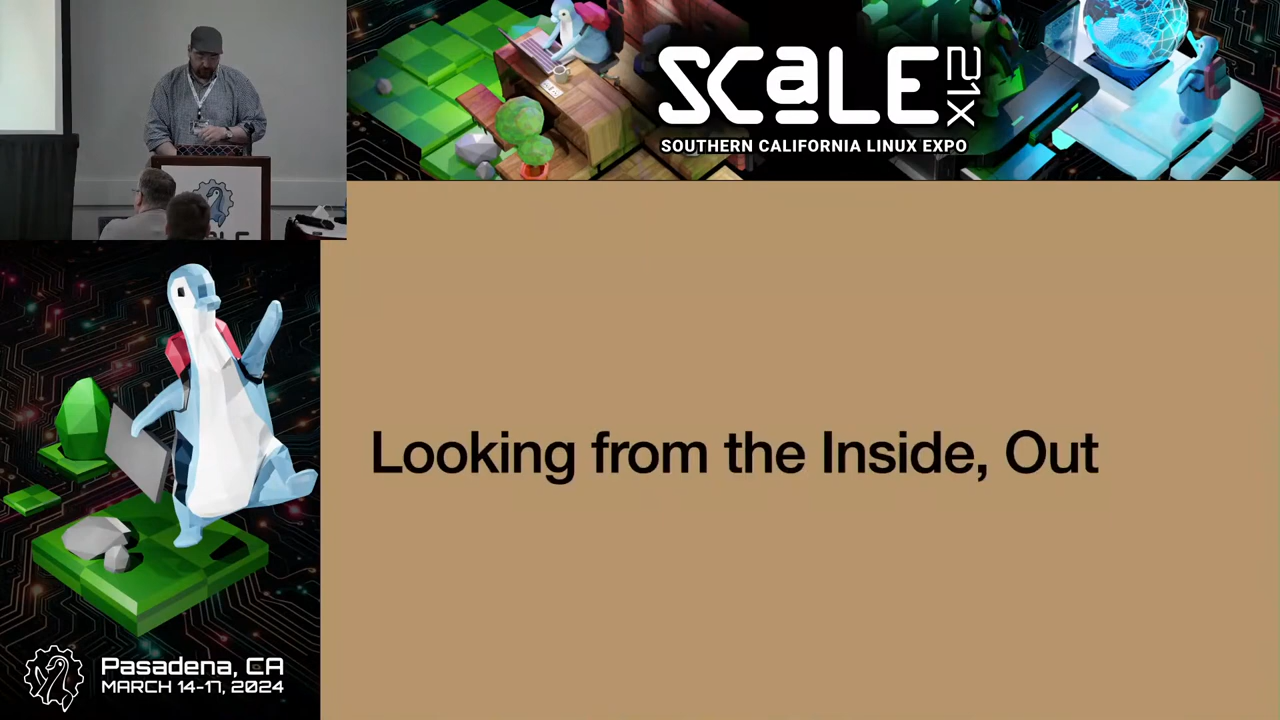 SCaLE 21X
SOUTHERN CALIFORNIA LINUX EXPO
Looking from the Inside, Out
Pasadena, CA
MARCH 14-17, 2024